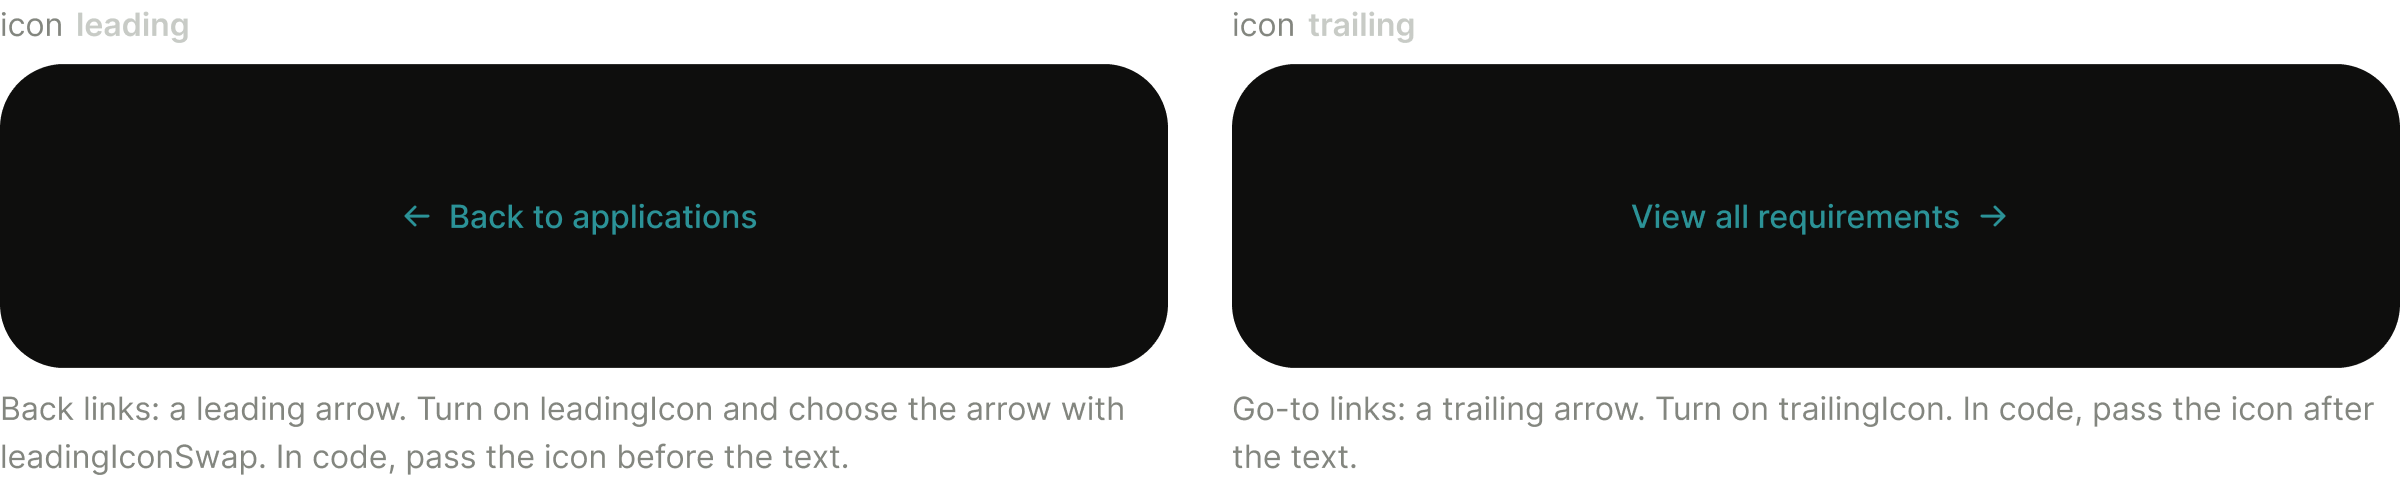 icon leading
← Back to applications
Back links: a leading arrow. Turn on leadingIcon and choose the arrow with
leadingIconSwap. In code, pass the icon before the text.
icon trailing
View all requirements →
Go-to links: a trailing arrow. Turn on trailingIcon. In code, pass the icon after
the text.